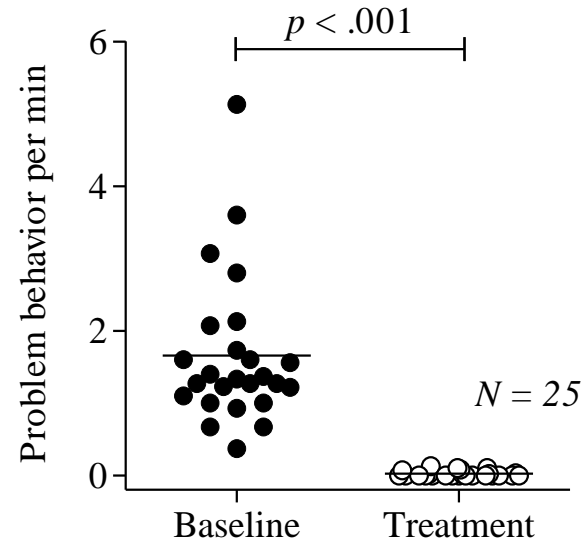 p < .001
6
4
2
0
Problem behavior per min
N = 25
Baseline
Treatment